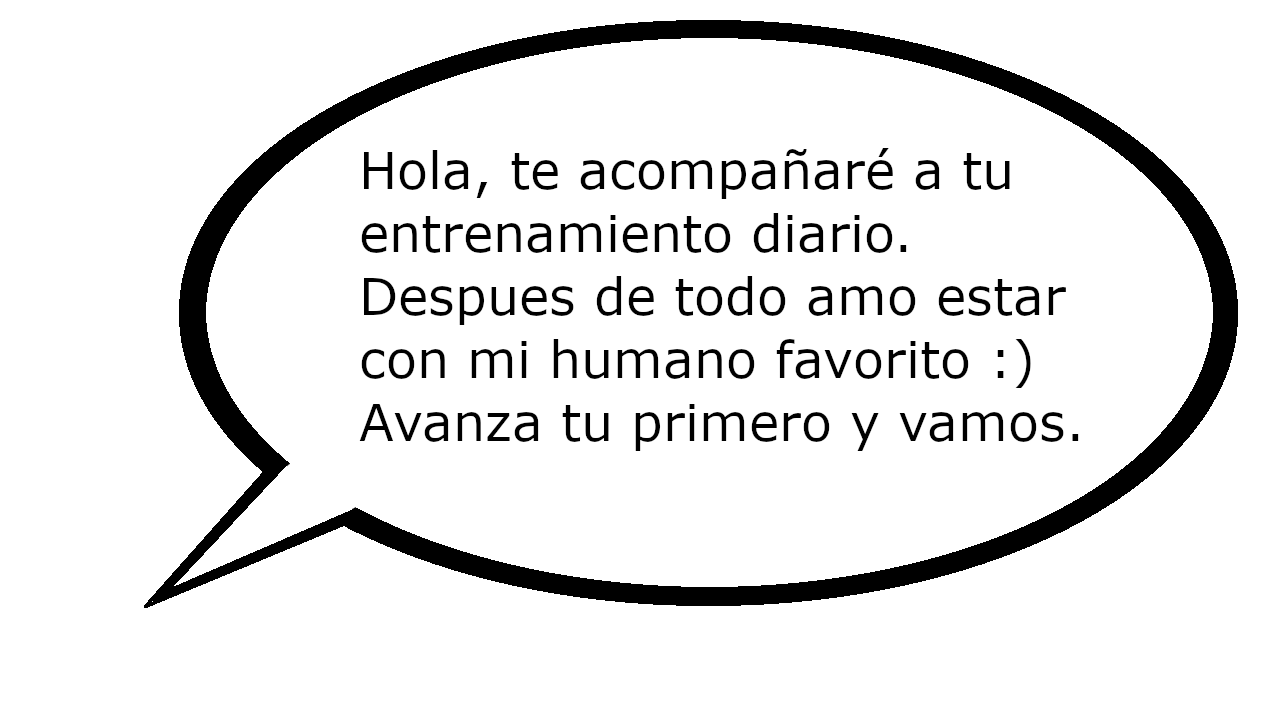 Hola, te acompañaré a tu
entrenamiento diario.
Despues de todo amo estar
con mi humano favorito :)
Avanza tu primero y vamos.